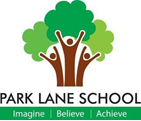 PARK LANE SCHOOL
Imagine | Believe | Achieve